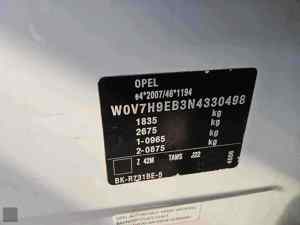 OPEL
e4*2007/46*1194
W0V7H9EB3N4330498
1835 kg
2675 kg
1-0965 kg
2-0875 kg
Z 42M TAMS J22
BK-R7318E-5